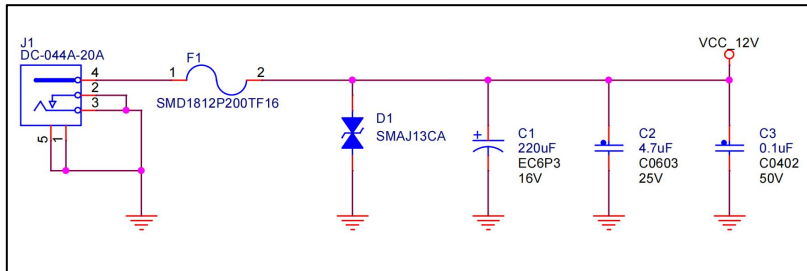 J1
DC-044A-20A
4
2
3
5
1
F1
1
2
SMD1812P200TF16
D1
SMAJ13CA
+
C1
220uF
EC6P3
16V
C2
4.7uF
C0603
25V
VCC_12V
C3
0.1uF
C0402
50V